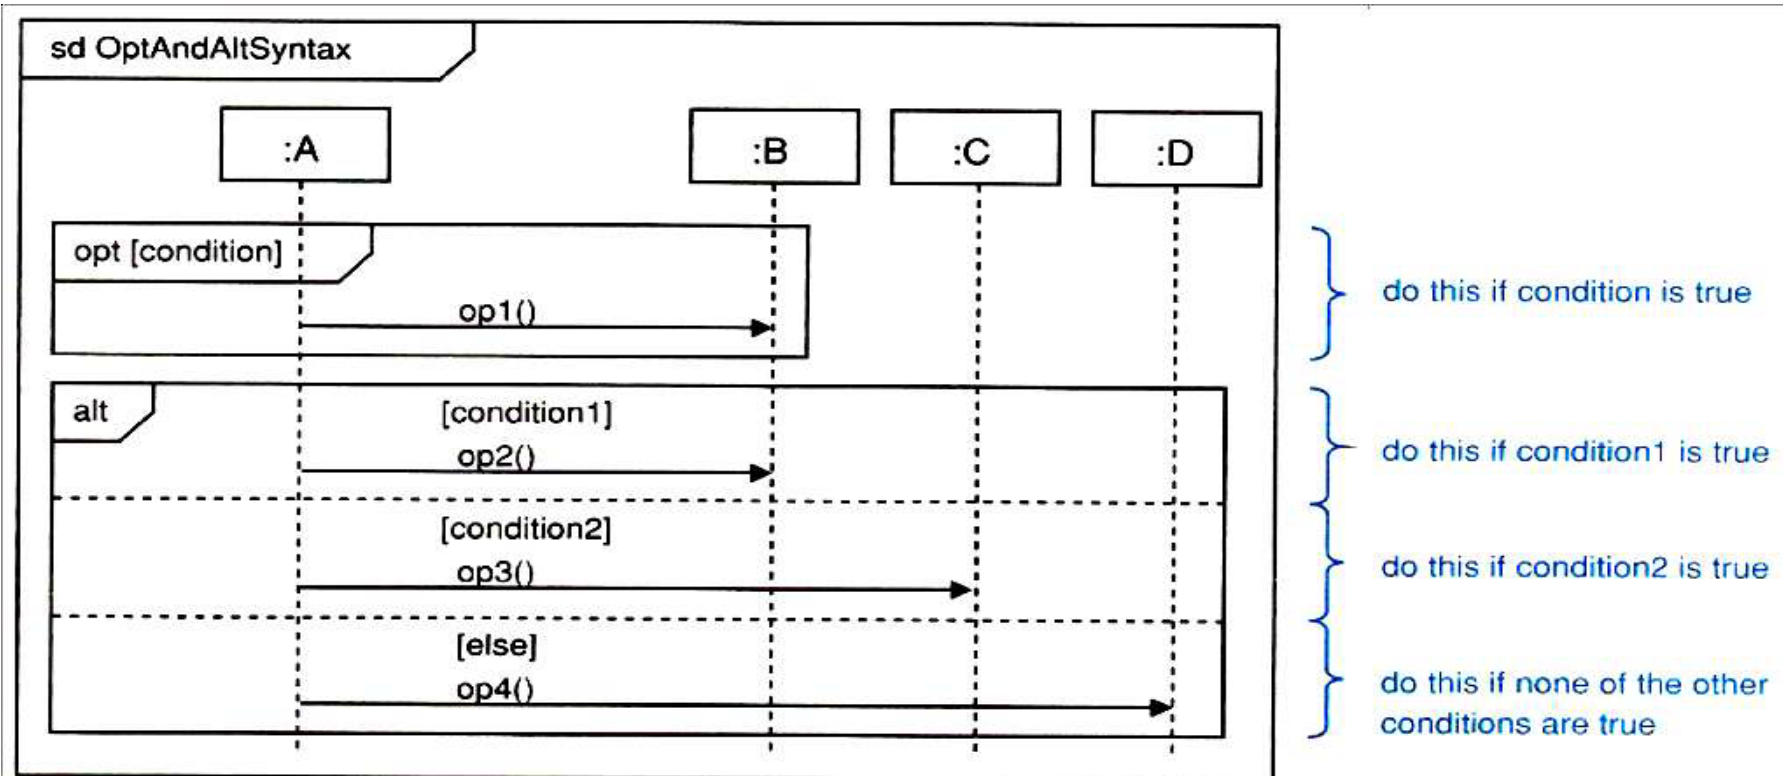 sd OptAndAltSyntax
:A
:B
:C
:D
opt [condition]
op1()
do this if condition is true
alt
[condition1]
op2()
do this if condition1 is true
[condition2]
op3()
do this if condition2 is true
[else]
op4()
do this if none of the other
conditions are true